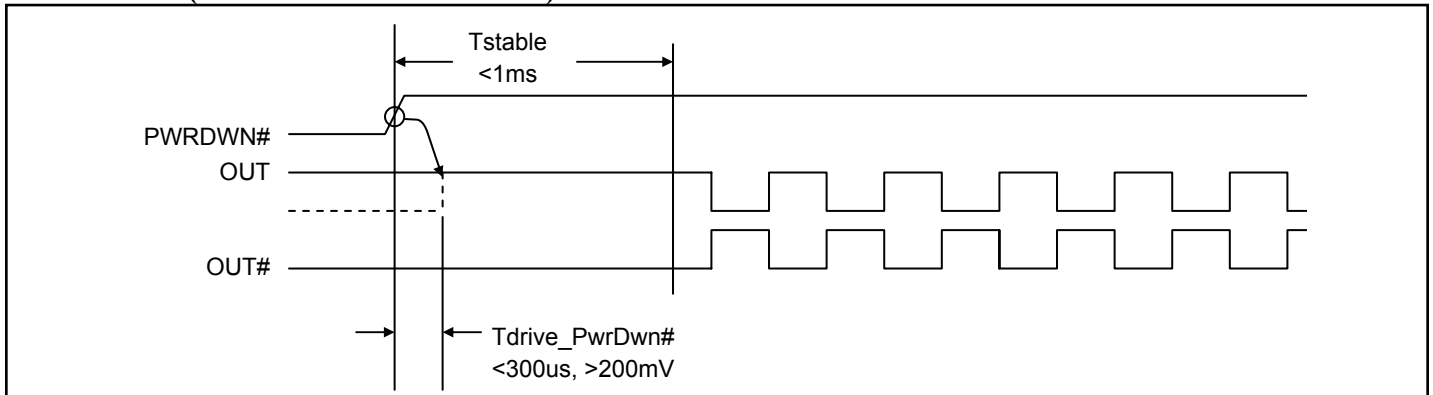 Tstable
<1ms
PWRDWN#
OUT
OUT#
Tdrive_PwrDwn#
<300us, >200mV